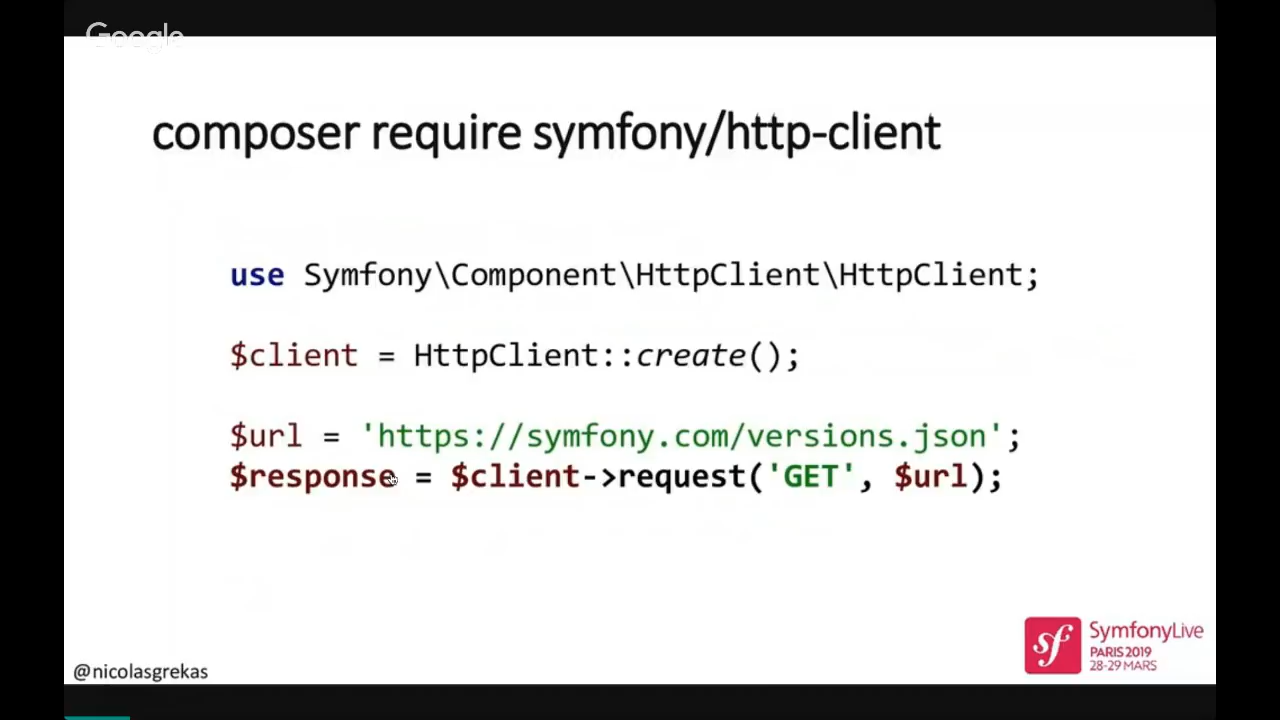 Google
composer require symfony/http-client
use Symfony\Component\HttpClient\HttpClient;
$client = HttpClient::create();
$url = 'https://symfony.com/versions.json';
$response = $client->request('GET', $url);
@nicolasgrekas
sf
SymfonyLive
PARIS 2019
28-29 MARS